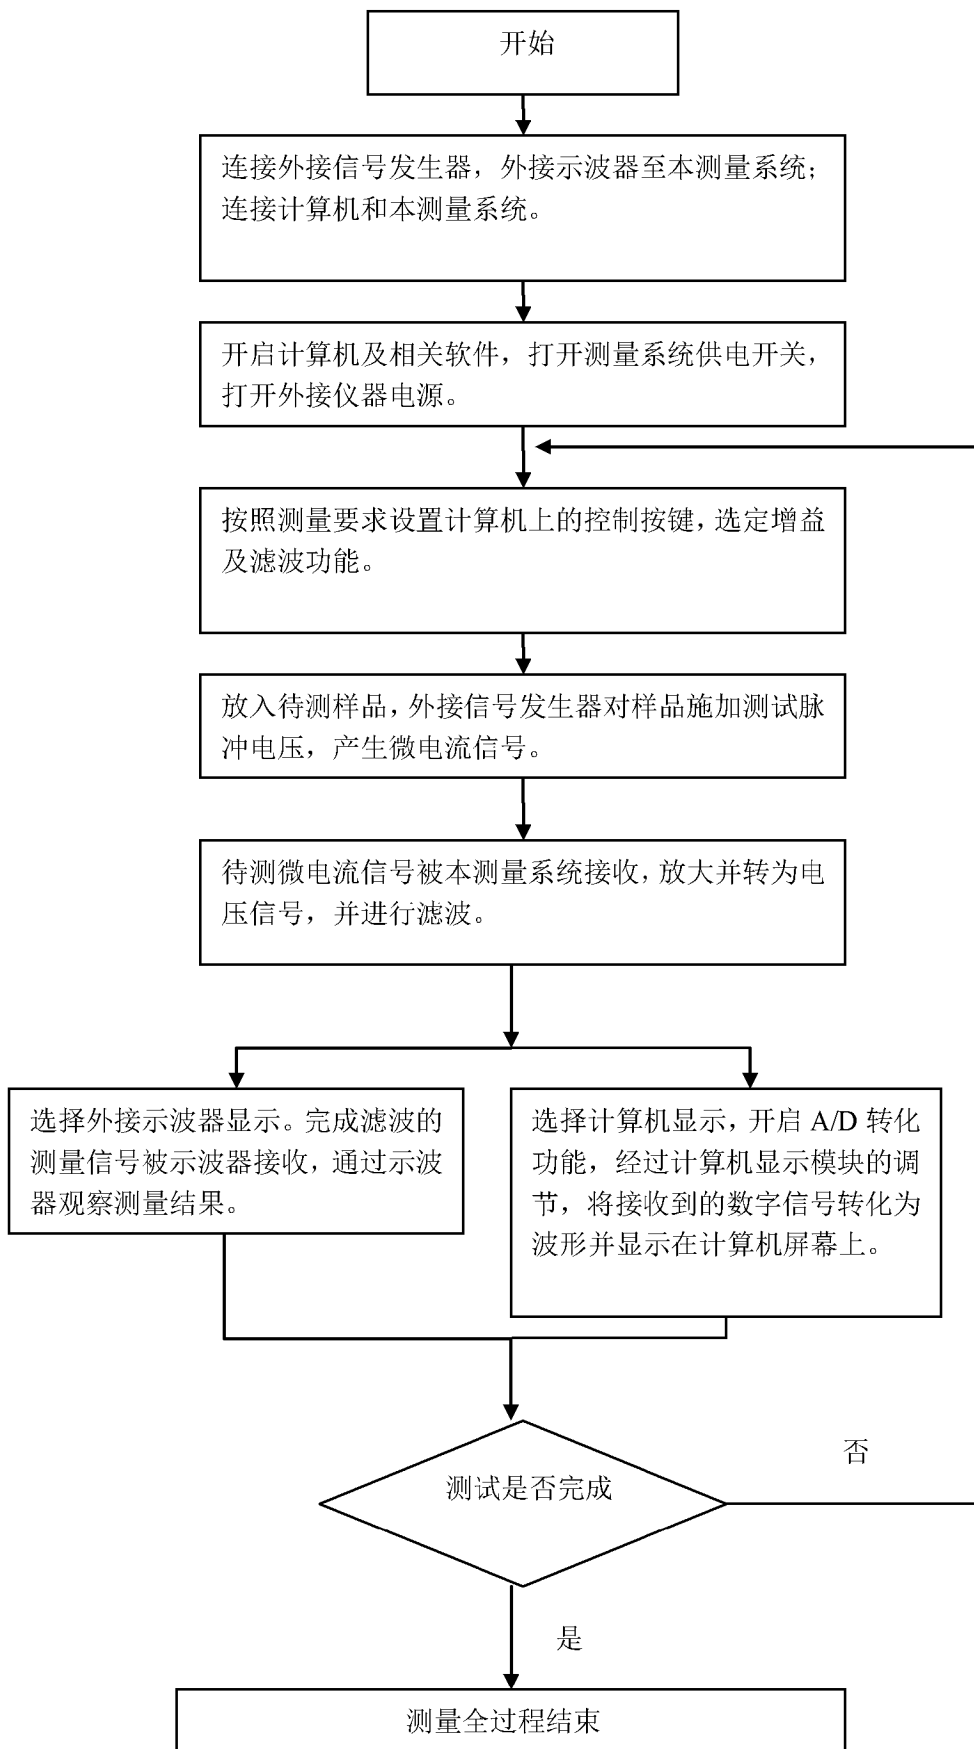 开始
连接外接信号发生器，外接示波器至本测量系统；
连接计算机和本测量系统。
开启计算机及相关软件，打开测量系统供电开关，
打开外接仪器电源。
按照测量要求设置计算机上的控制按键，选定增益
及滤波功能。
放入待测样品，外接信号发生器对样品施加测试脉
冲电压，产生微电流信号。
待测微电流信号被本测量系统接收，放大并转为电
压信号，并进行滤波。
选择外接示波器显示。完成滤波的
测量信号被示波器接收，通过示波
器观察测量结果。
选择计算机显示，开启 A/D 转化
功能，经过计算机显示模块的调
节，将接收到的数字信号转化为
波形并显示在计算机屏幕上。
测试是否完成
否
是
测量全过程结束